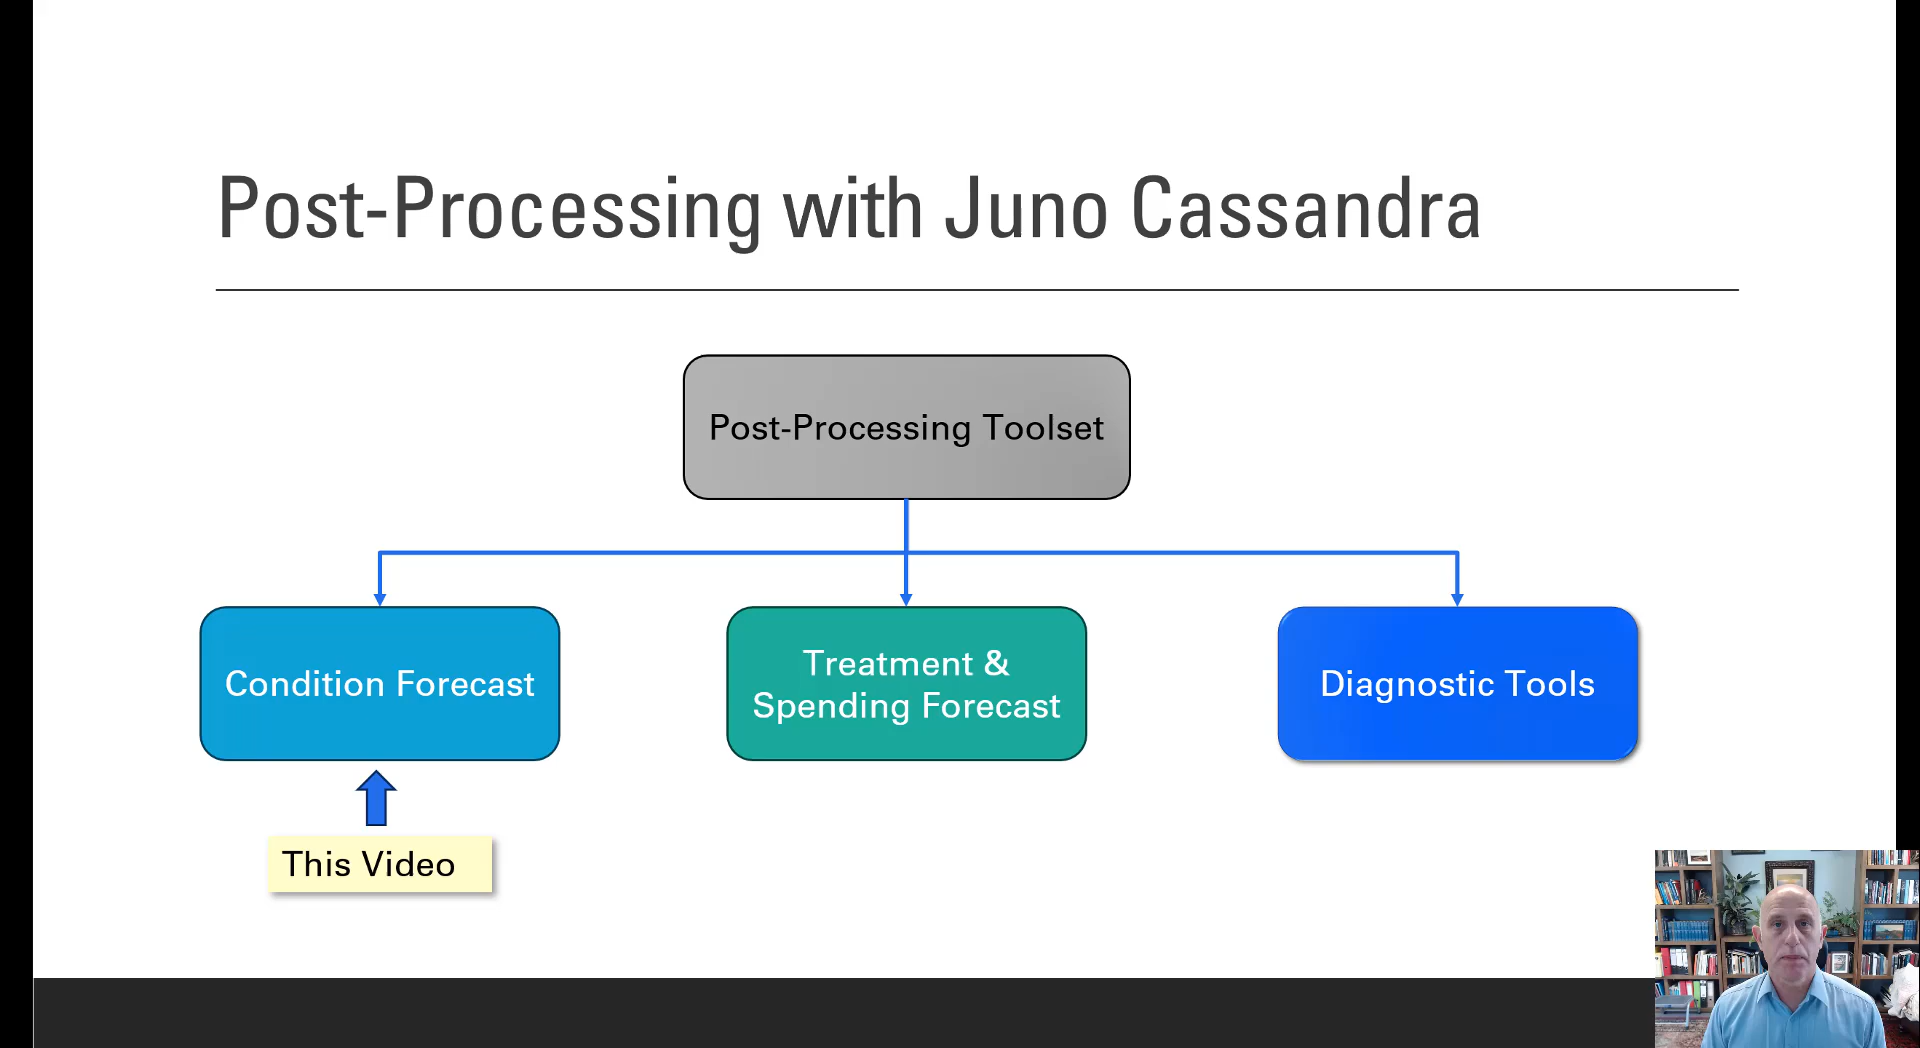 Post-Processing with Juno Cassandra
Post-Processing Toolset
Condition Forecast
Treatment &
Spending Forecast
Diagnostic Tools
This Video